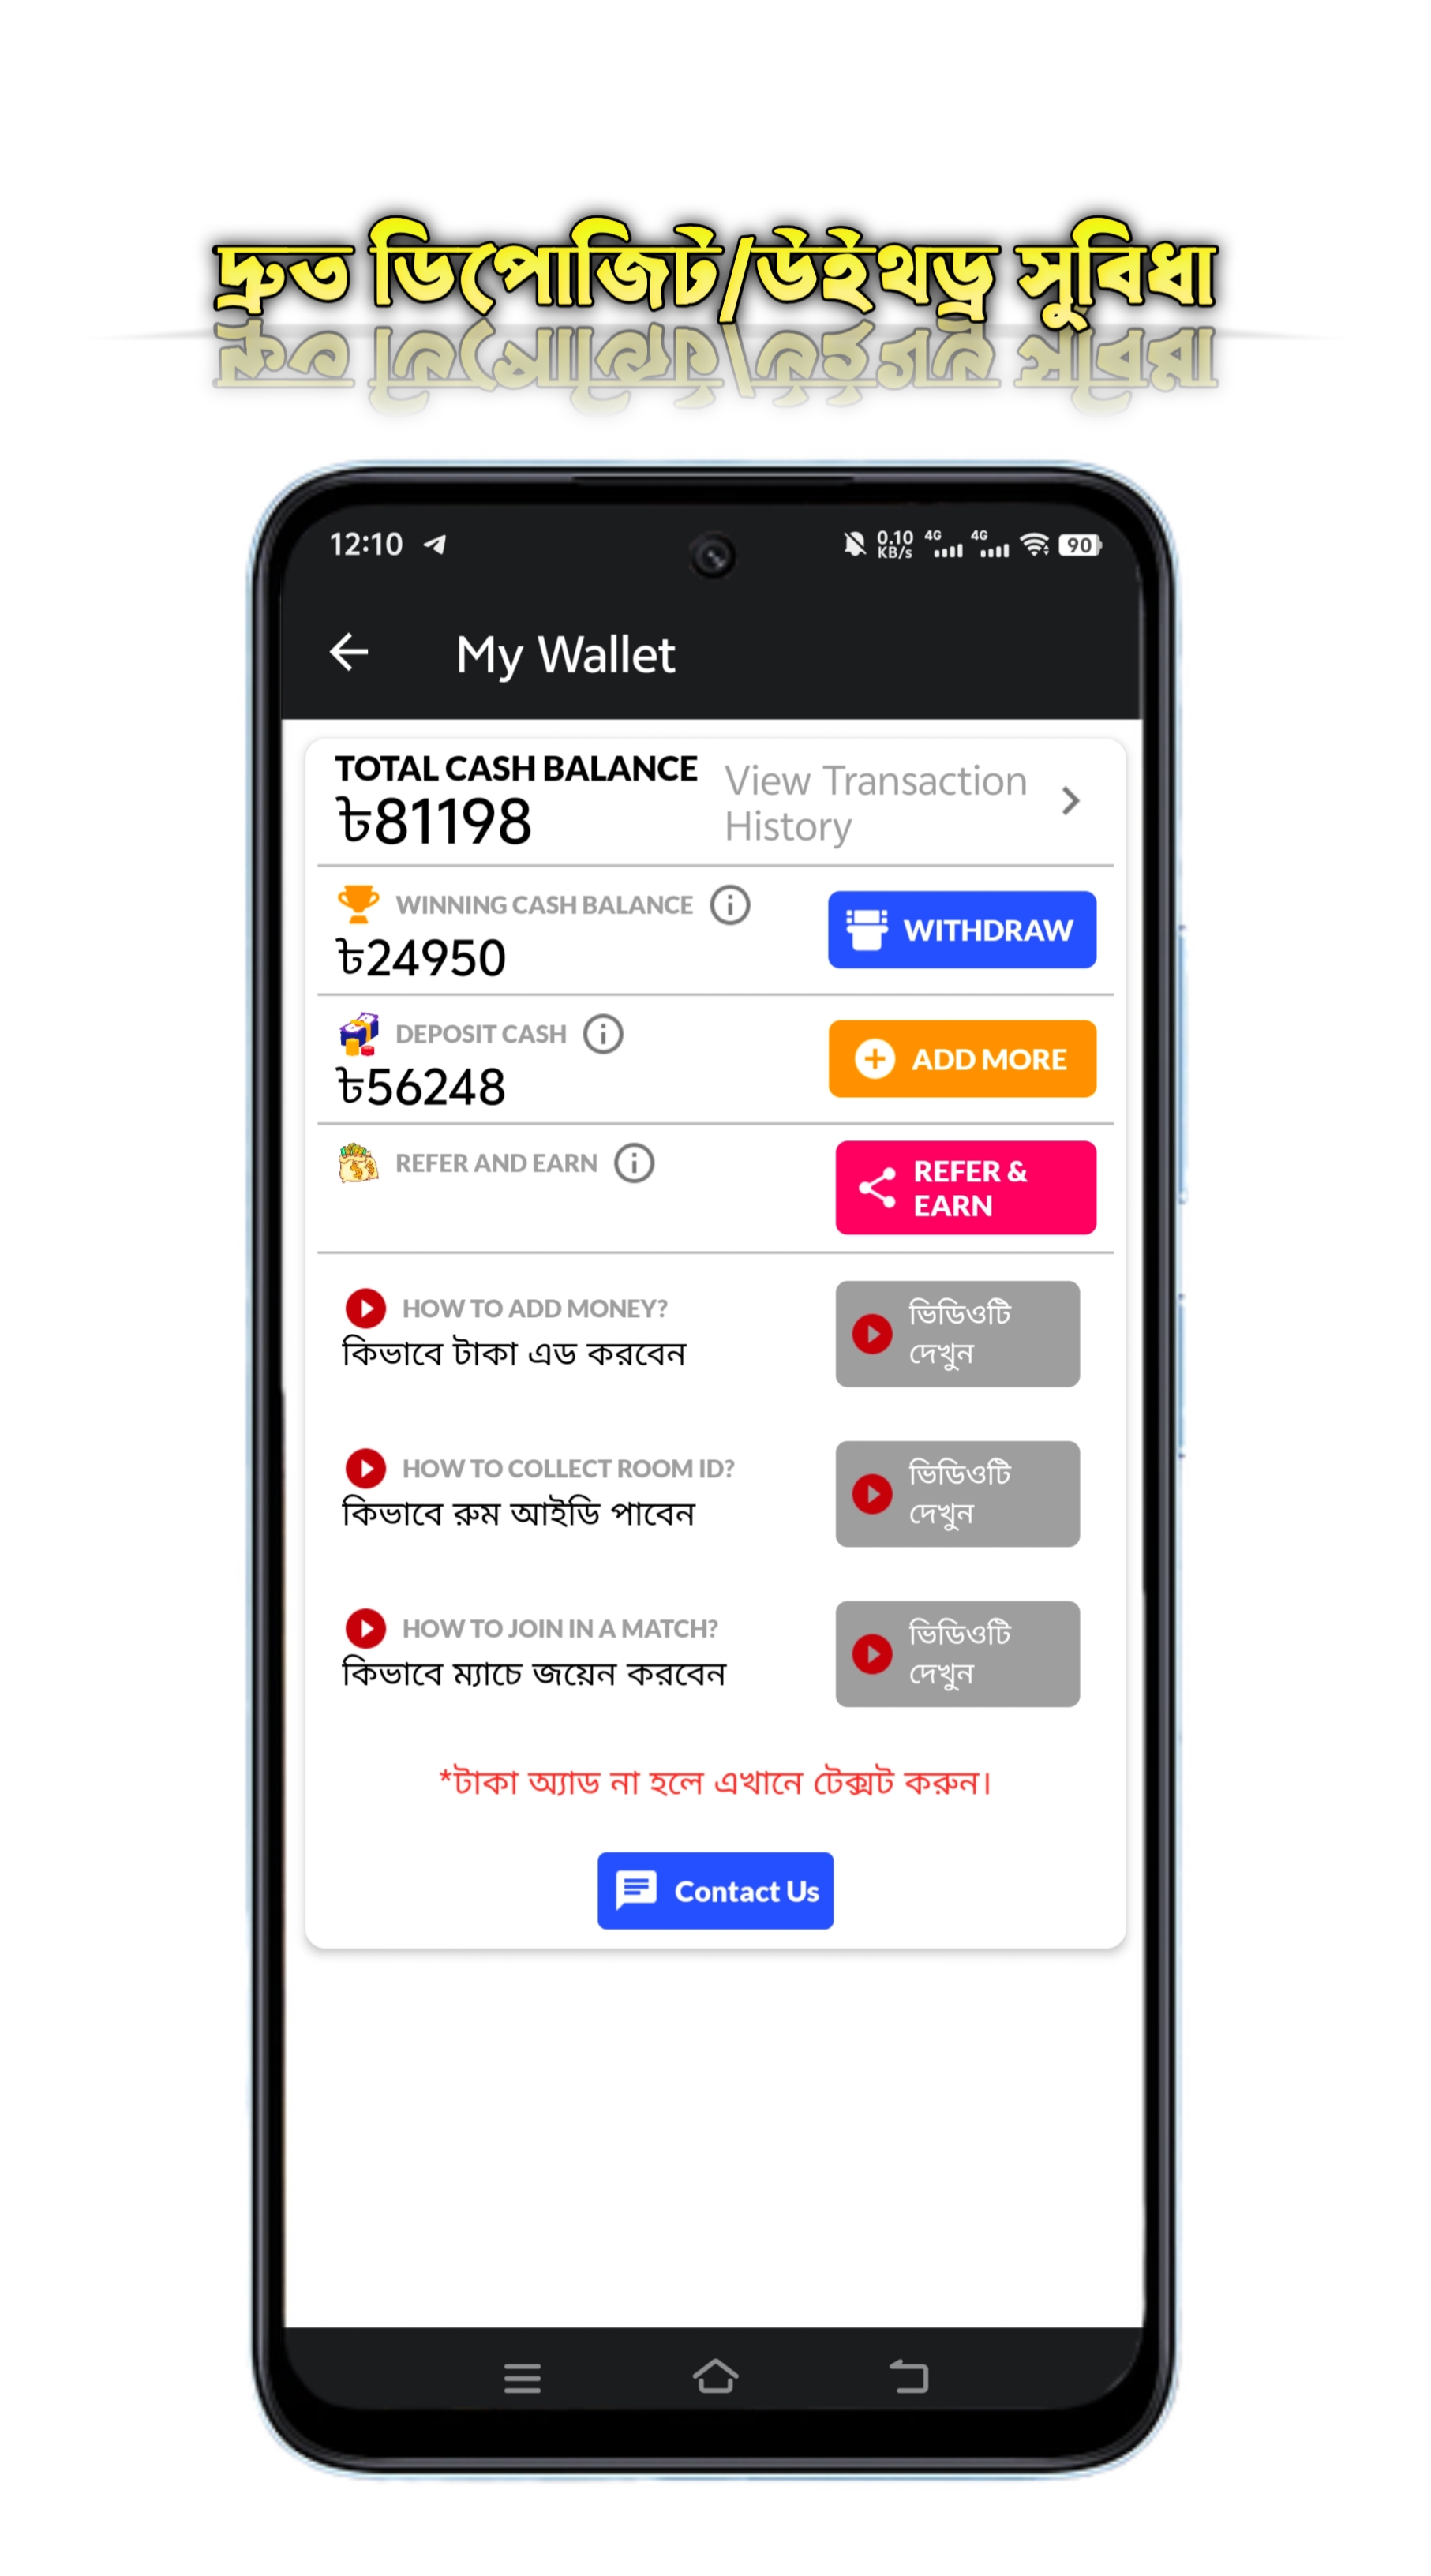 দ্রুত ডিপোজিট/উইথড্র সুবিধা
12:10
0.10
KB/s
4G
4G
90
My Wallet
TOTAL CASH BALANCE
৳81198
View Transaction
History
WINNING CASH BALANCE
৳24950
WITHDRAW
DEPOSIT CASH
৳56248
ADD MORE
REFER AND EARN
REFER &
EARN
HOW TO ADD MONEY?
কিভাবে টাকা এড করবেন
ভিডিওটি
দেখুন
HOW TO COLLECT ROOM ID?
কিভাবে রুম আইডি পাবেন
ভিডিওটি
দেখুন
HOW TO JOIN IN A MATCH?
কিভাবে ম্যাচে জয়েন করবেন
ভিডিওটি
দেখুন
*টাকা অ্যাড না হলে এখানে টেক্সট করুন।
Contact Us